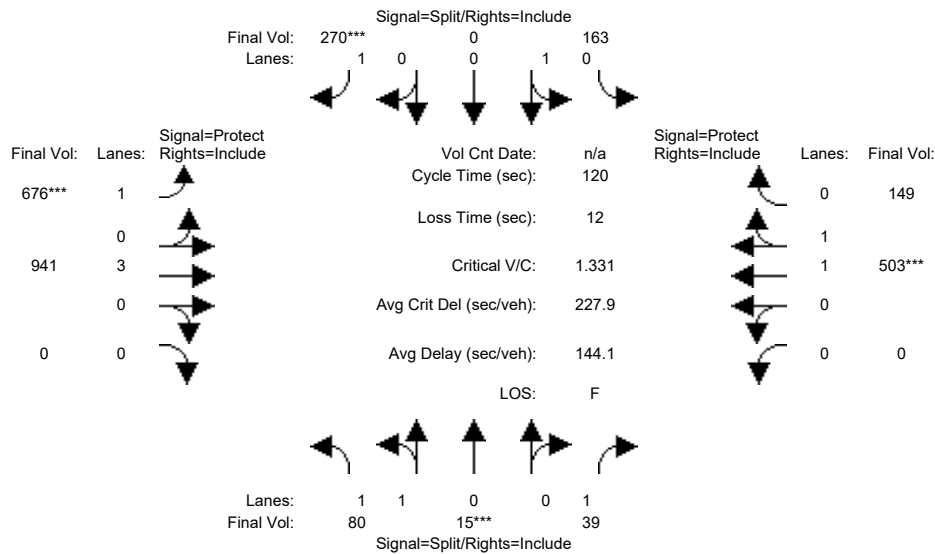 Signal=Split/Rights=Include
Final Vol: 270*** 0 163
Lanes: 1 0 0 1 0
Signal=Protect
Final Vol: Lanes: Rights=Include
Vol Cnt Date: n/a
Signal=Protect
Rights=Include Lanes: Final Vol:
Cycle Time (sec): 120
676*** 1
0 149
Loss Time (sec): 12
0
1
941 3
Critical V/C: 1.331
1 503***
0
Avg Crit Del (sec/veh): 227.9
0
0 0
Avg Delay (sec/veh): 144.1
0 0
LOS: F
Lanes: 1 1 0 0 1
Final Vol: 80 15*** 39
Signal=Split/Rights=Include